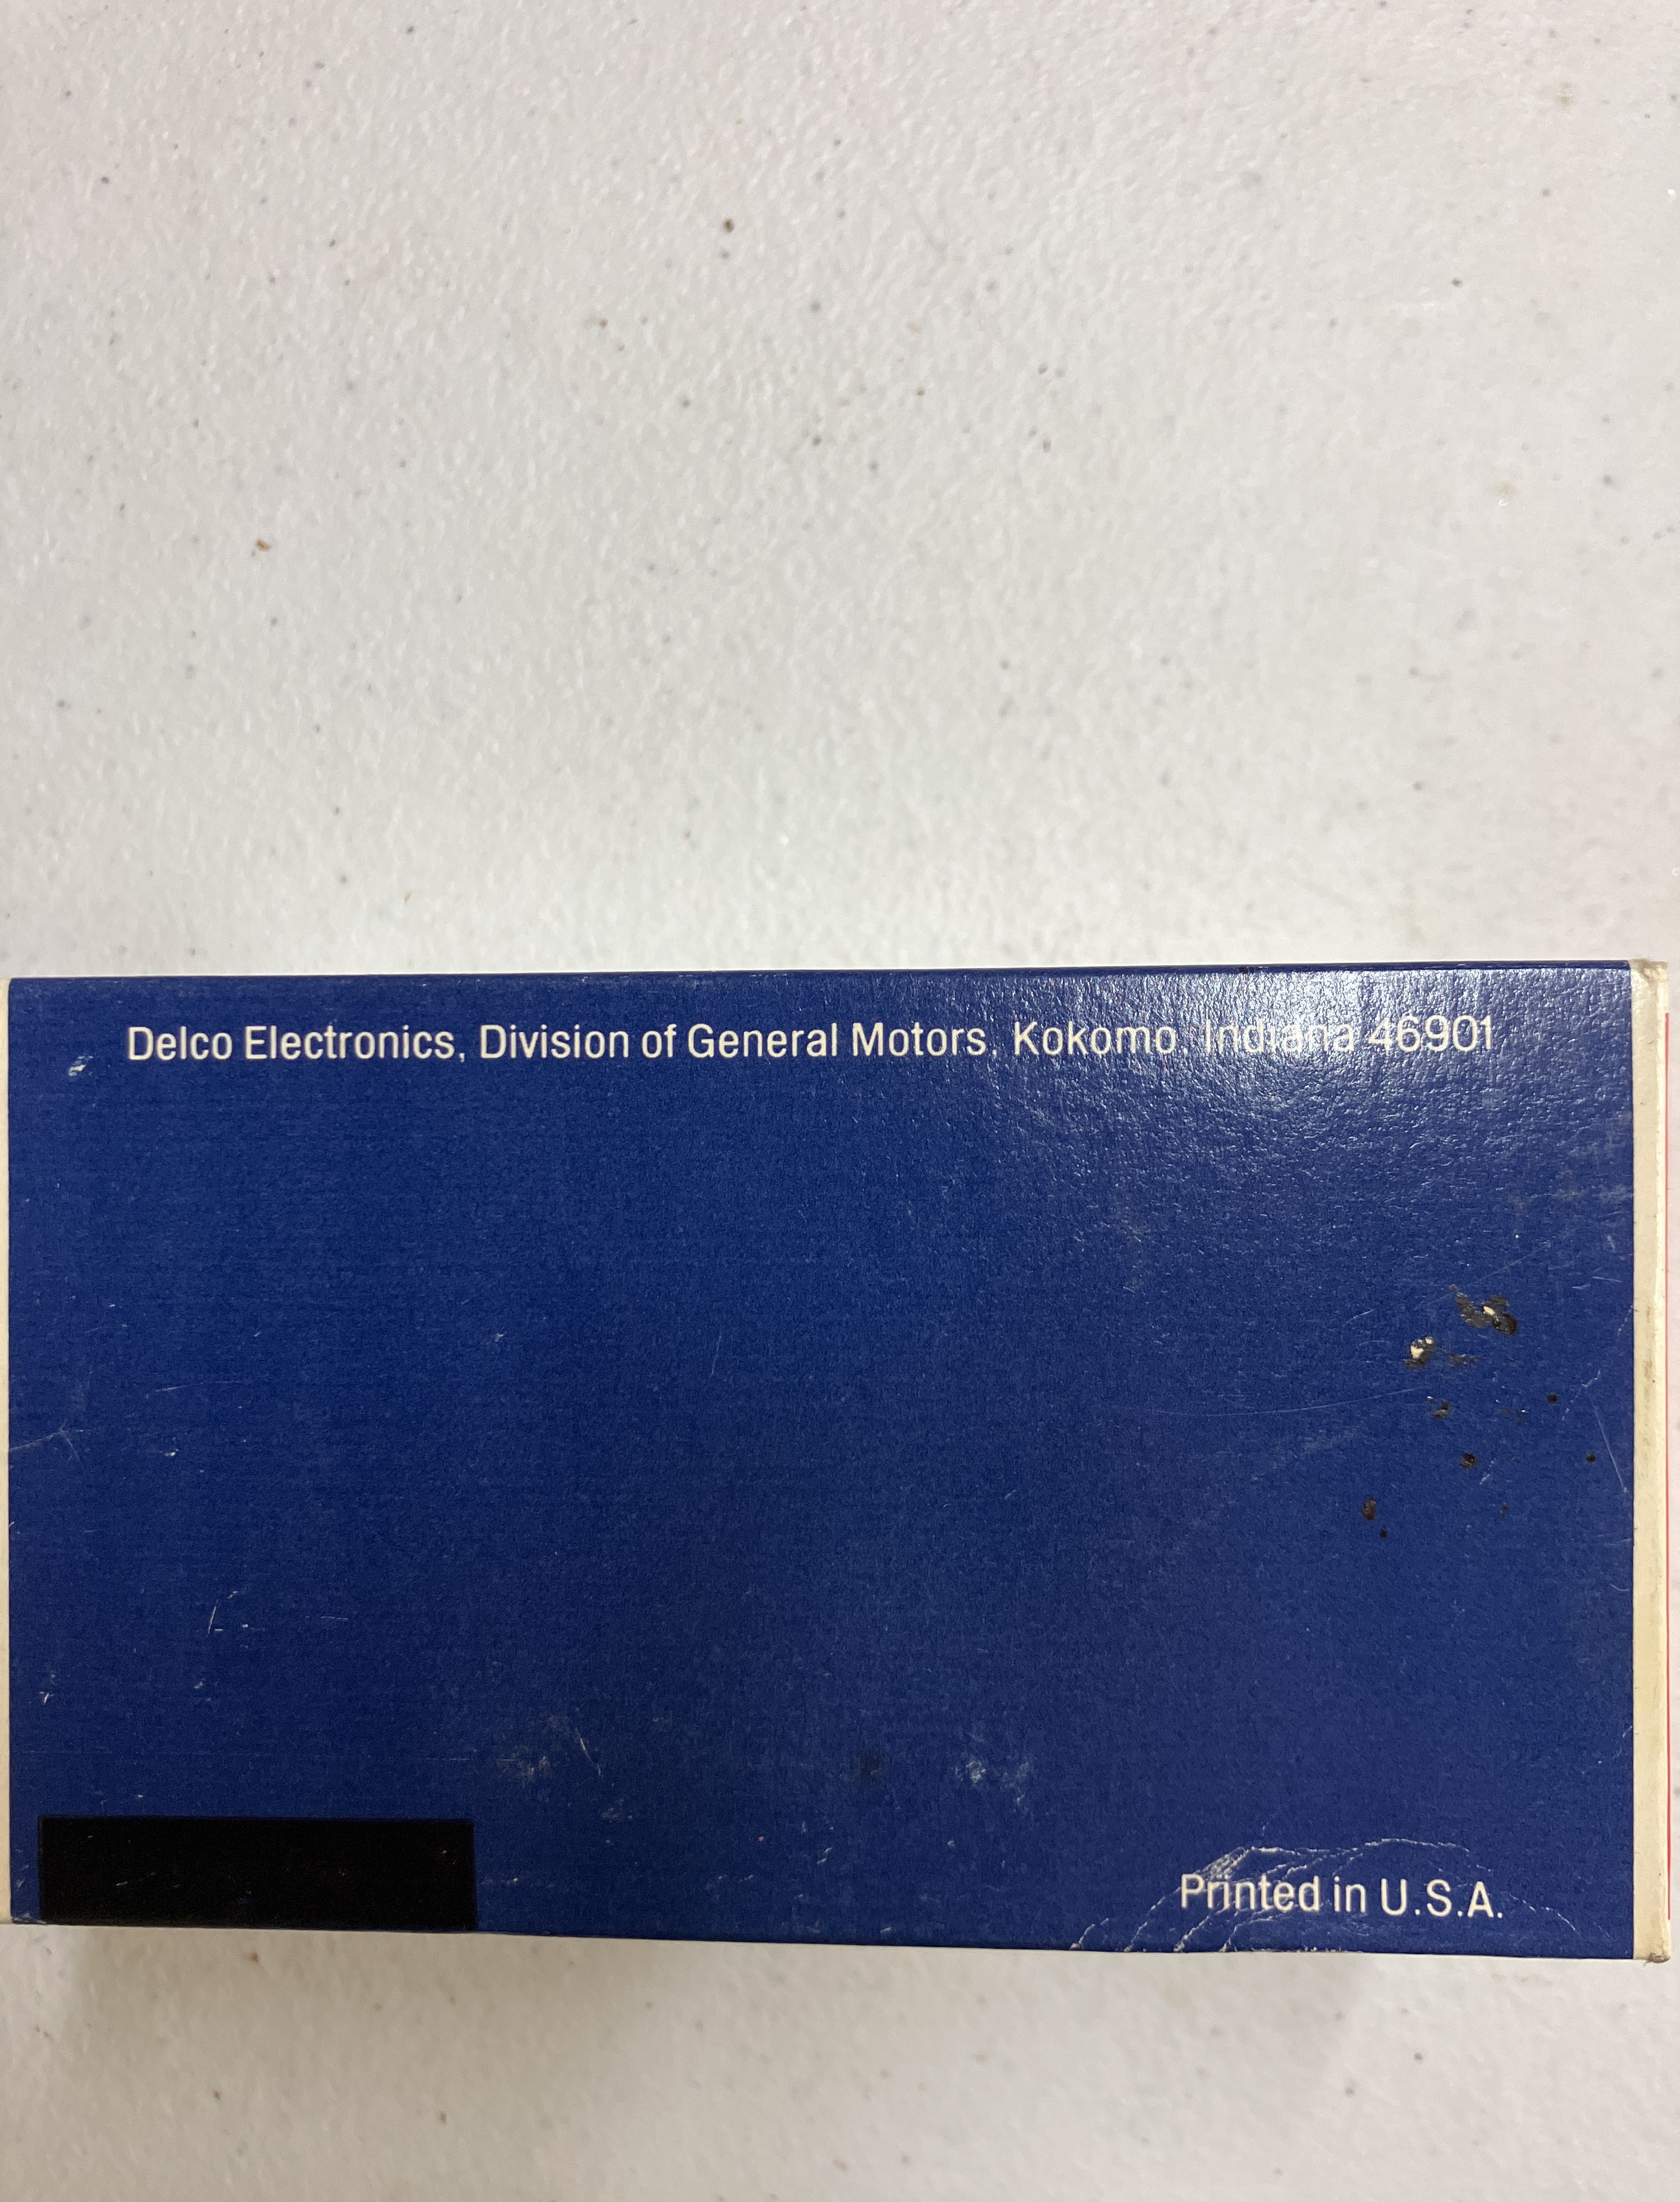 Delco Electronics, Division of General Motors, Kokomo, Indiana 46901
Printed in U.S.A.